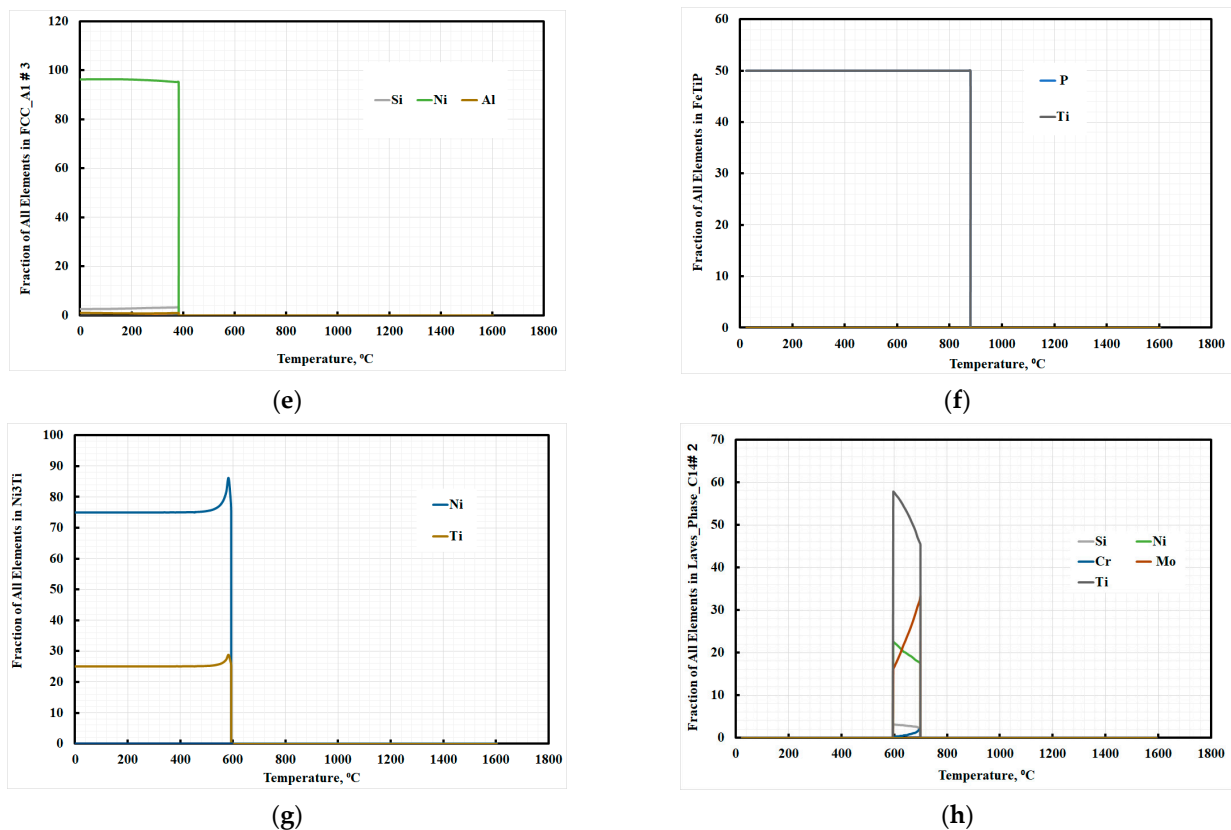 120
100
80
60
40
20
0
Fraction of All Elements in FCC_A1 # 3
Si Ni Al
0 200 400 600 800 1000 1200 1400 1600 1800
Temperature, ⁰C
(e)
60
50
40
30
20
10
0
Fraction of All Elements in FeTiP
P
Ti
0 200 400 600 800 1000 1200 1400 1600 1800
Temperature, ⁰C
(f)
100
90
80
70
60
50
40
30
20
10
0
Fraction of All Elements in Ni3Ti
Ni
Ti
0 200 400 600 800 1000 1200 1400 1600 1800
Temperature, ⁰C
(g)
70
60
50
40
30
20
10
0
Fraction of All Elements in Laves_Phase_C14# 2
Si Ni
Cr Mo
Ti
0 200 400 600 800 1000 1200 1400 1600 1800
Temperature, ⁰C
(h)